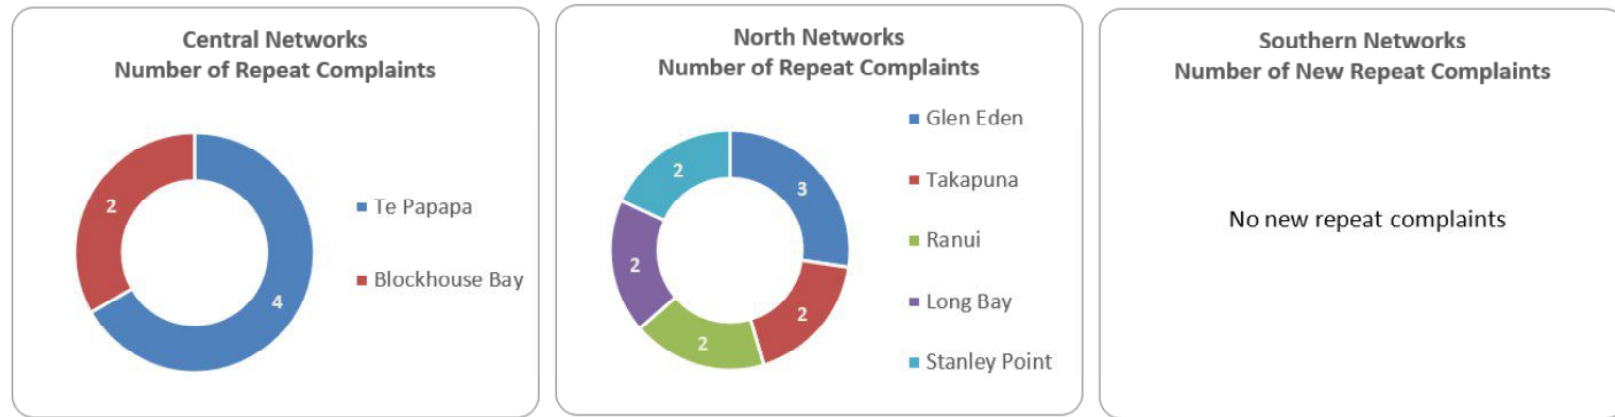 Central Networks
Number of Repeat Complaints
2
4
Te Papapa
Blockhouse Bay
North Networks
Number of Repeat Complaints
2
3
2
2
2
Glen Eden
Takapuna
Ranui
Long Bay
Stanley Point
Southern Networks
Number of New Repeat Complaints
No new repeat complaints